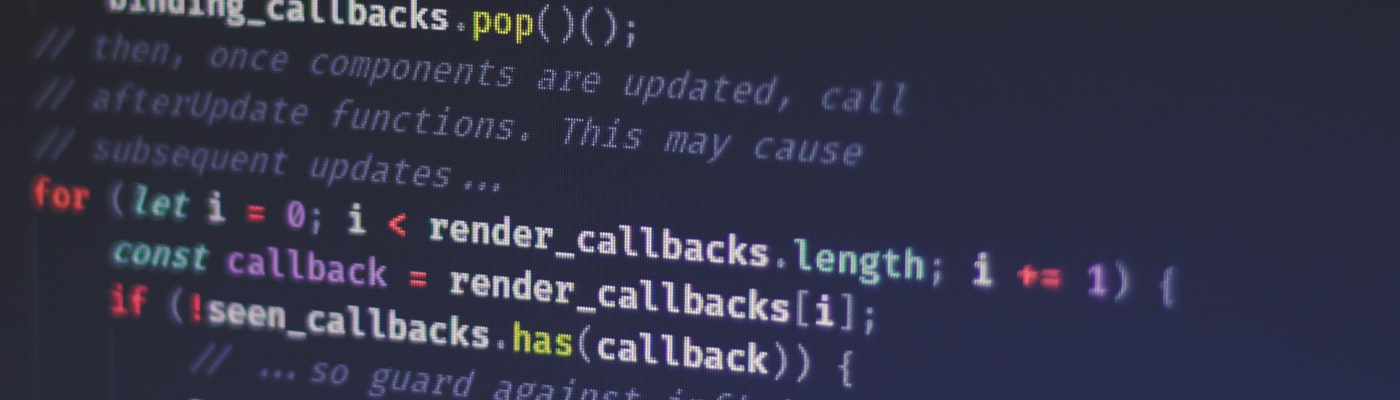 binding_callbacks.pop()();
// then, once components are updated, call
// afterUpdate functions. This may cause
// subsequent updates...
for (let i = 0; i < render_callbacks.length; i += 1) {
const callback = render_callbacks[i];
if (!seen_callbacks.has(callback)) {
// ...so guard against